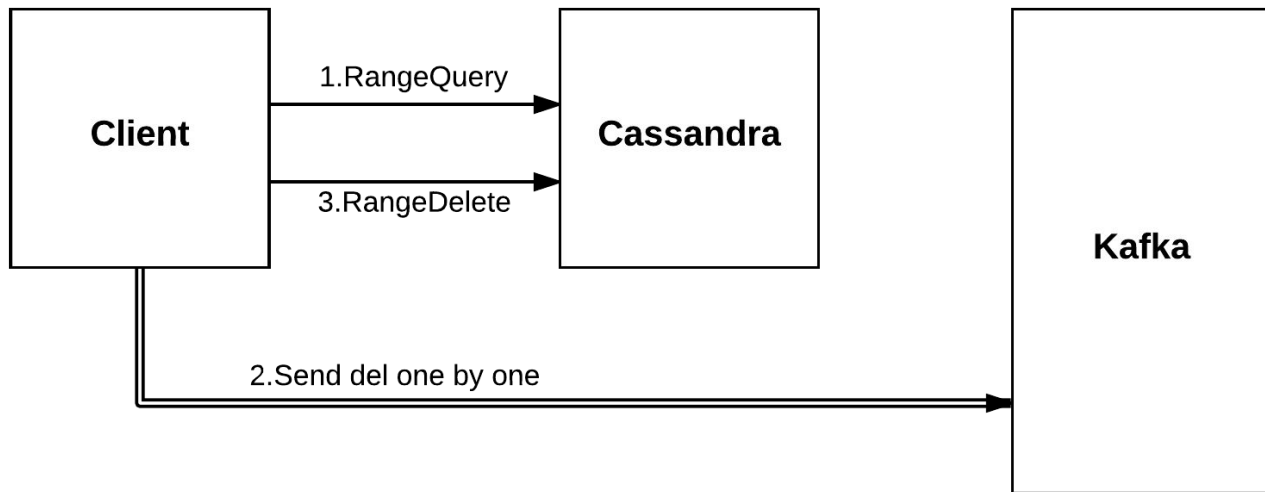 1.RangeQuery
Client
Cassandra
3.RangeDelete
Kafka
2.Send del one by one